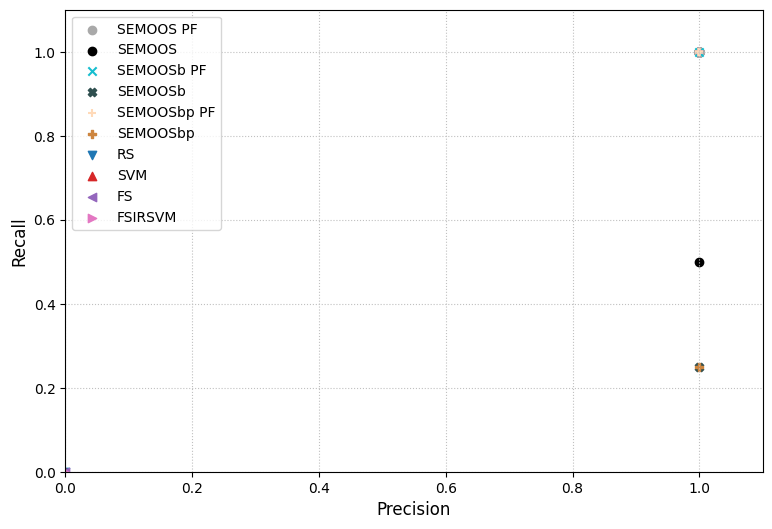 SEMOOS PF
SEMOOS
SEMOOSb PF
SEMOOSb
SEMOOSbp PF
SEMOOSbp
RS
SVM
FS
FSIRSVM
Recall
1.0
0.8
0.6
0.4
0.2
0.0
0.0 0.2 0.4 0.6 0.8 1.0
Precision